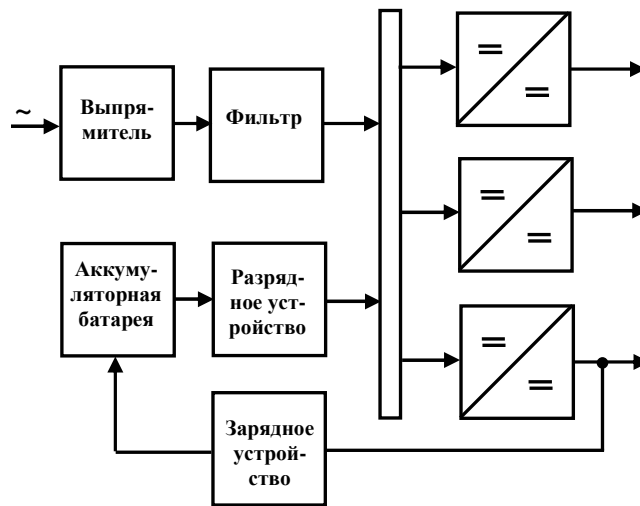 ~
Выпря-
митель
Фильтр
Аккуму-
ляторная
батарея
Разряд-
ное уст-
ройство
Зарядное
устрой-
ство